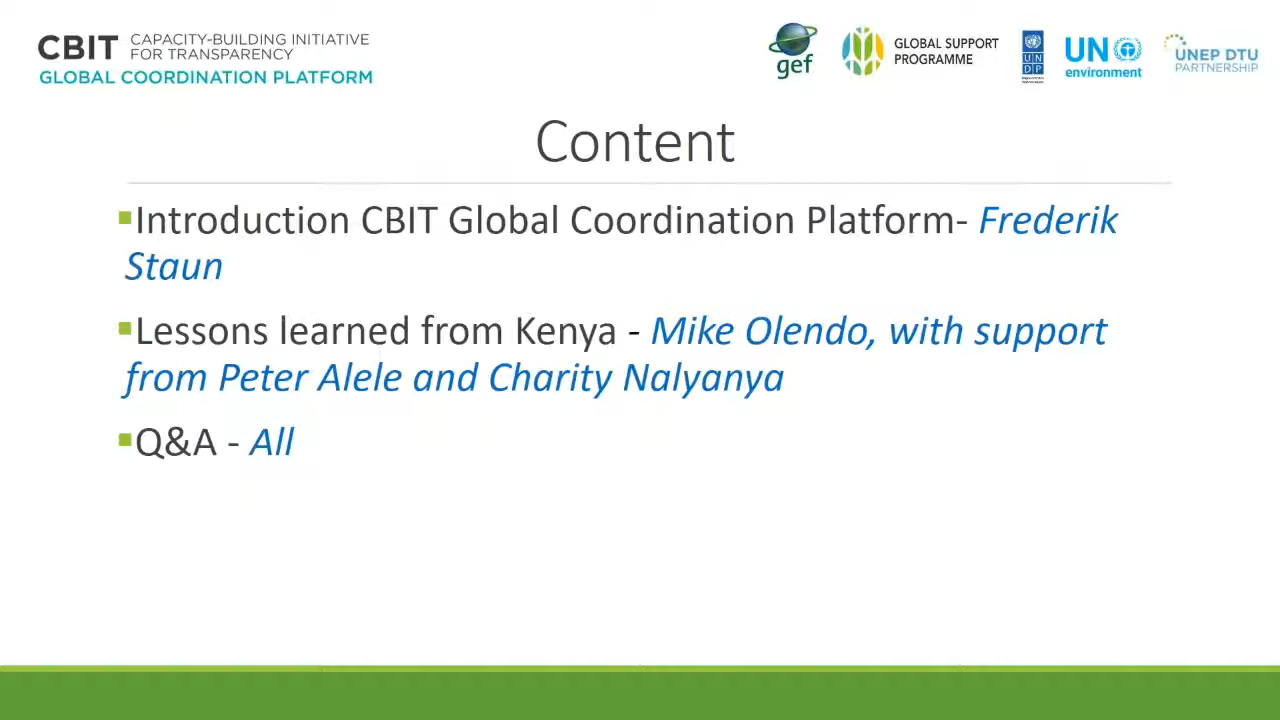 CBIT CAPACITY-BUILDING INITIATIVE
FOR TRANSPARENCY
GLOBAL COORDINATION PLATFORM
gef
GLOBAL SUPPORT
PROGRAMME
UN
DP
UN
environment
UNEP DTU
PARTNERSHIP
Content
Introduction CBIT Global Coordination Platform- Frederik
Staun
Lessons learned from Kenya - Mike Olendo, with support
from Peter Alele and Charity Nalyanya
Q&A - All